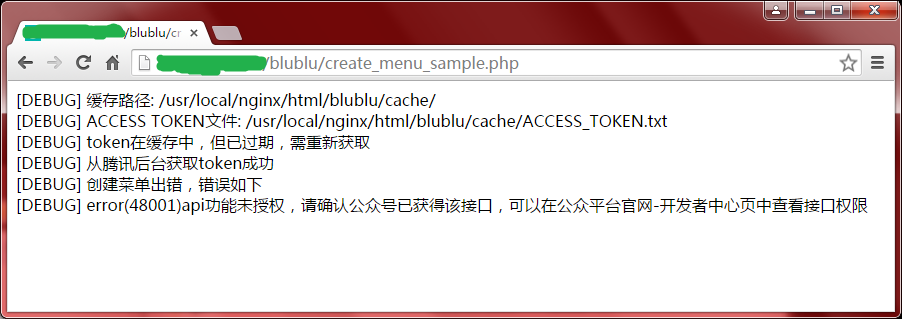 /blublu/cr
/blublu/create_menu_sample.php
[DEBUG] 缓存路径: /usr/local/nginx/html/blublu/cache/
[DEBUG] ACCESS TOKEN文件: /usr/local/nginx/html/blublu/cache/ACCESS_TOKEN.txt
[DEBUG] token在缓存中，但已过期，需重新获取
[DEBUG] 从腾讯后台获取token成功
[DEBUG] 创建菜单出错，错误如下
[DEBUG] error(48001)api功能未授权，请确认公众号已获得该接口，可以在公众平台官网-开发者中心页中查看接口权限